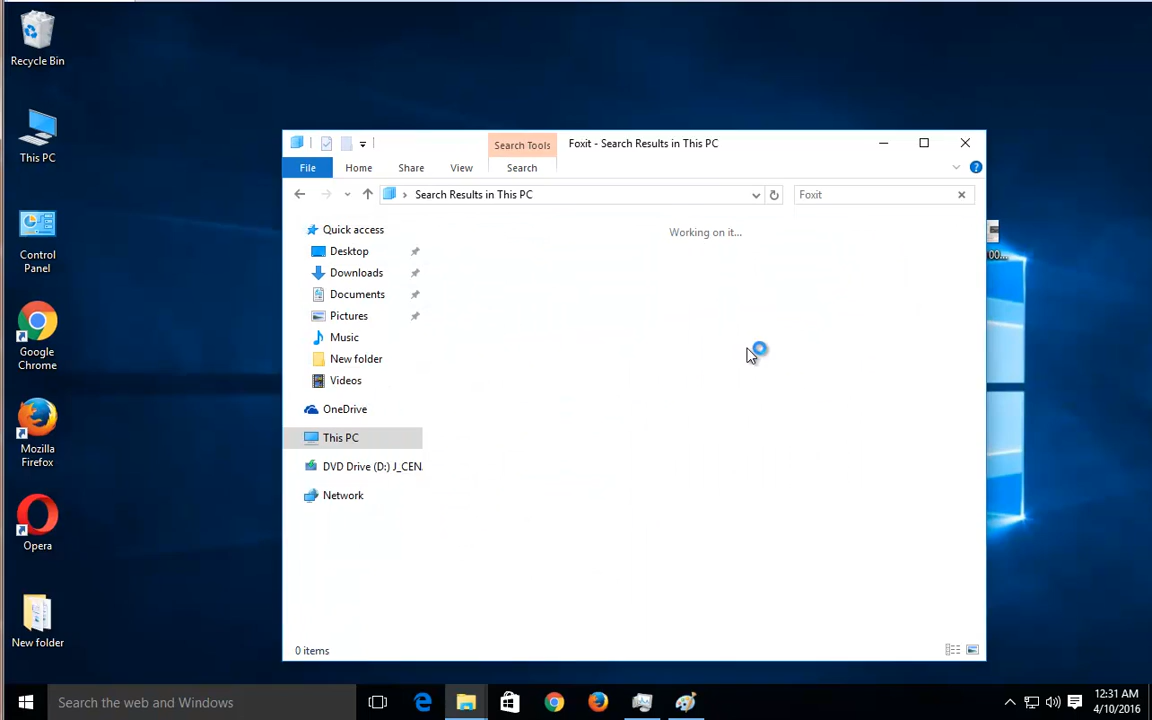 Recycle Bin
This PC
Control
Panel
Google
Chrome
Mozilla
Firefox
Opera
New folder
Search Tools
Foxit - Search Results in This PC
File
Home
Share
View
Search
Search Results in This PC
Foxit
Quick access
Desktop
Downloads
Documents
Pictures
Music
New folder
Videos
OneDrive
This PC
DVD Drive (D:) J_CEN
Network
Working on it...
0 items
00...
Search the web and Windows
12:31 AM
4/10/2016